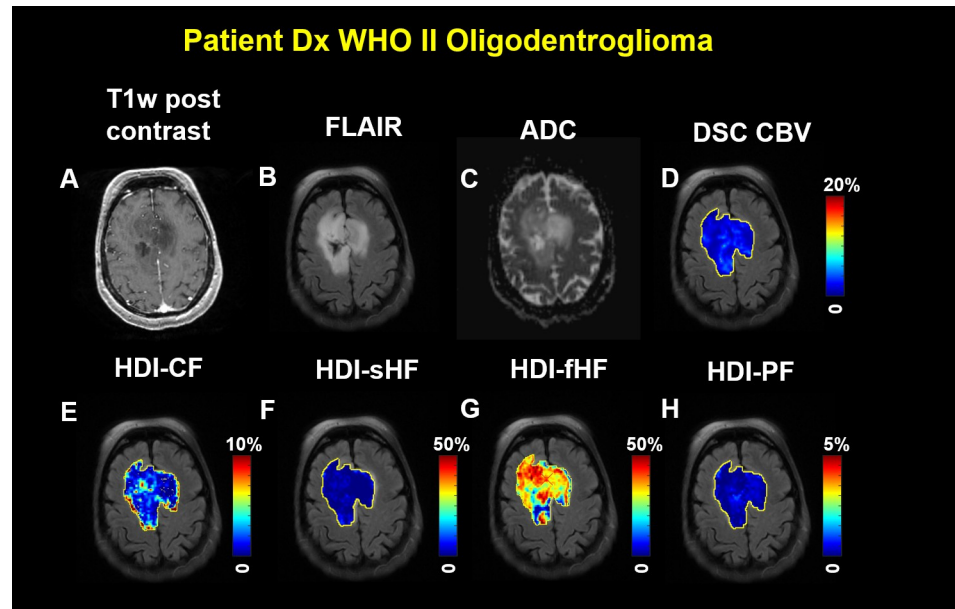 Patient Dx WHO II Oligodentroglioma
T1w post
contrast
FLAIR
ADC
DSC CBV
A
B
C
D
20%
0
HDI-CF
HDI-sHF
HDI-fHF
HDI-PF
E
F
G
H
10%
50%
50%
5%
0
0
0
0